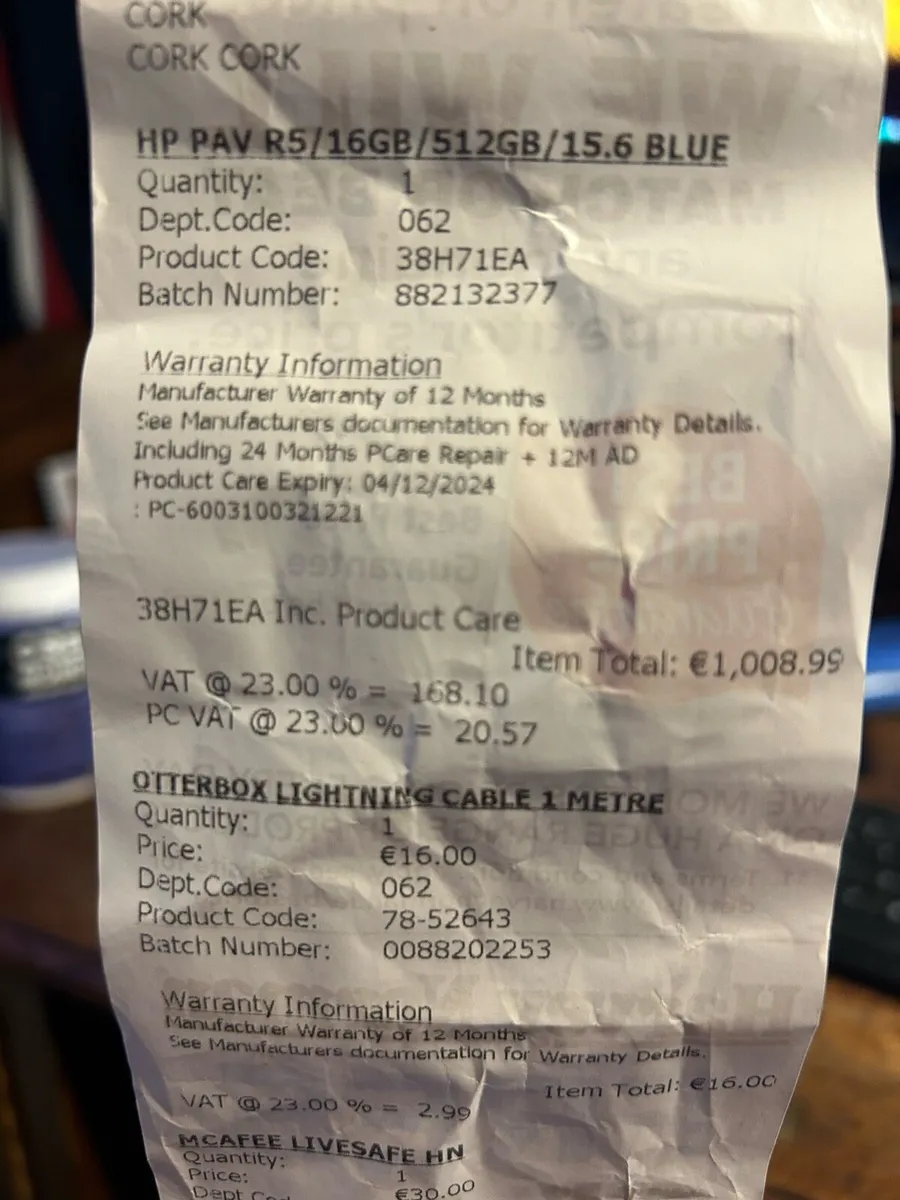 CORK
CORK CORK
HP PAV R5/16GB/512GB/15.6 BLUE
Quantity: 1
Dept.Code: 062
Product Code: 38H71EA
Batch Number: 882132377
Warranty Information
Manufacturer Warranty of 12 Months
See Manufacturers documentation for Warranty Details.
Including 24 Months PCare Repair + 12M AD
Product Care Expiry: 04/12/2024
: PC-6003100321221
38H71EA Inc. Product Care
Item Total: €1,008.99
VAT @ 23.00 % = 168.10
PC VAT @ 23.00 % = 20.57
OTTERBOX LIGHTNING CABLE 1 METRE
Quantity: 1
Price: €16.00
Dept.Code: 062
Product Code: 78-52643
Batch Number: 0088202253
Warranty Information
Manufacturer Warranty of 12 Months
See Manufacturers documentation for Warranty Details.
Item Total: €16.00
VAT @ 23.00 % = 2.99
MCAFEE LIVESAFE HN
Quantity: 1
Price: €30.00
Dept